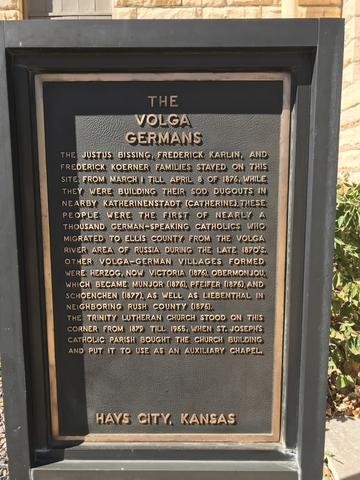 THE
VOLGA
GERMANS
THE JUSTUS BISSING, FREDERICK KARLIN, AND
FREDERICK KOERNER FAMILIES STAYED ON THIS
SITE FROM MARCH 1 TILL APRIL 8 OF 1876, WHILE
THEY WERE BUILDING THEIR SOD DUGOUTS IN
NEARBY KATHERINENSTADT (CATHERINE). THESE
PEOPLE WERE THE FIRST OF NEARLY A
THOUSAND GERMAN-SPEAKING CATHOLICS WHO
MIGRATED TO ELLIS COUNTY FROM THE VOLGA
RIVER AREA OF RUSSIA DURING THE LATE 1870'S.
OTHER VOLGA-GERMAN VILLAGES FORMED
WERE HERZOG, NOW VICTORIA (1876), OBERMONJOU,
WHICH BECAME MUNJOR (1876), PFEIFER (1876), AND
SCHOENCHEN (1877), AS WELL AS LIEBENTHAL IN
NEIGHBORING RUSH COUNTY (1876).
THE TRINITY LUTHERAN CHURCH STOOD ON THIS
CORNER FROM 1879 TILL 1965, WHEN ST. JOSEPH'S
CATHOLIC PARISH BOUGHT THE CHURCH BUILDING
AND PUT IT TO USE AS AN AUXILIARY CHAPEL.
HAYS CITY, KANSAS